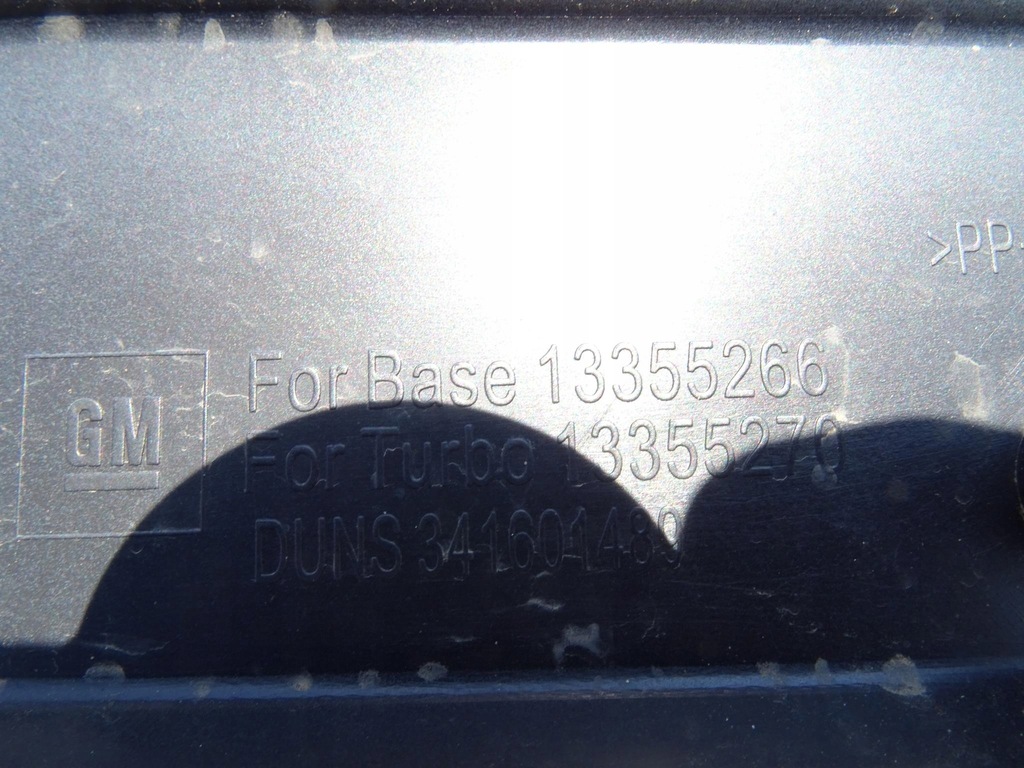 >PP-
GM
For Base 13355266
For Turbo 13355270
DUNS 341601489